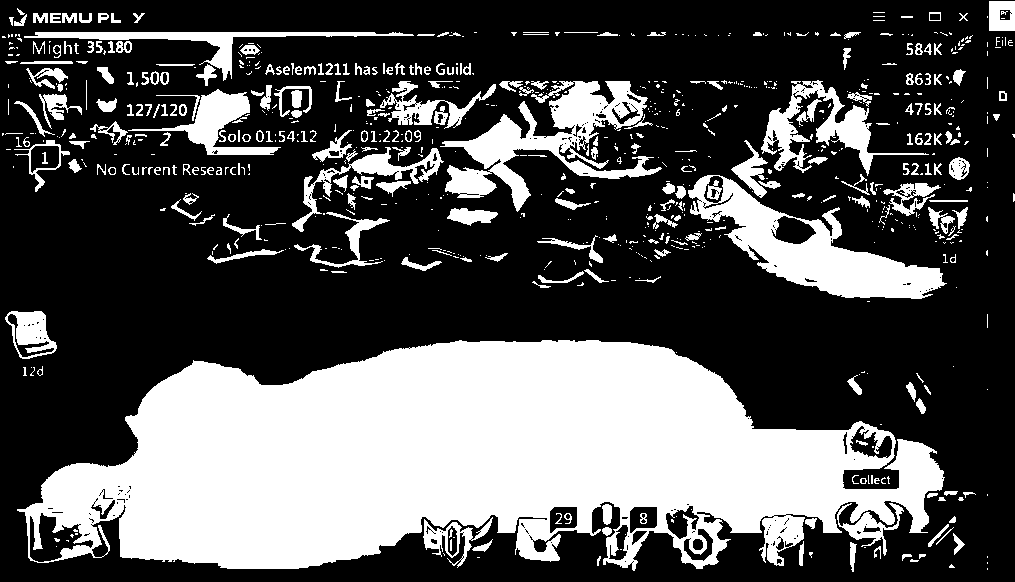 MEMU PL Y
File
Might 35,180
584K
Aselem1211 has left the Guild.
1,500
863K
127/120
475K
Solo 01:54:12
01:22:09
162K
16
2
1
No Current Research!
52.1K
1d
12d
Collect
29
8